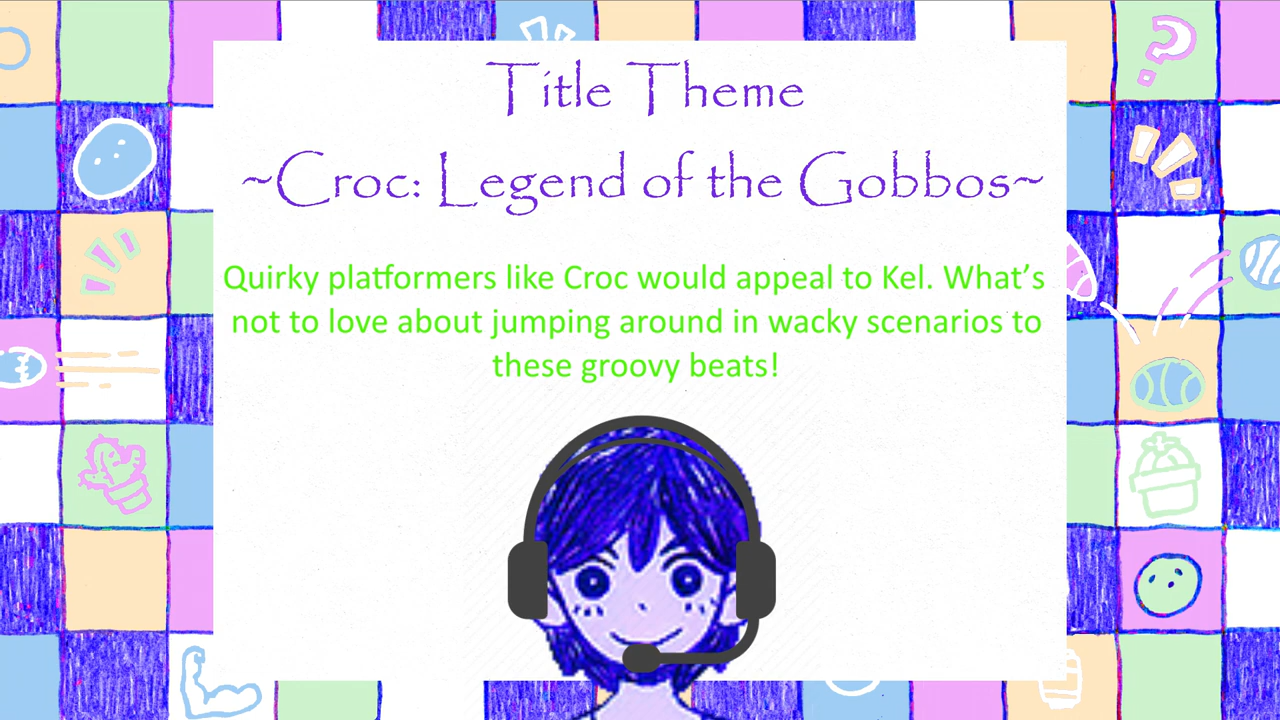 Title Theme
~Croc: Legend of the Gobbos~
Quirky platformers like Croc would appeal to Kel. What’s
not to love about jumping around in wacky scenarios to
these groovy beats!
?